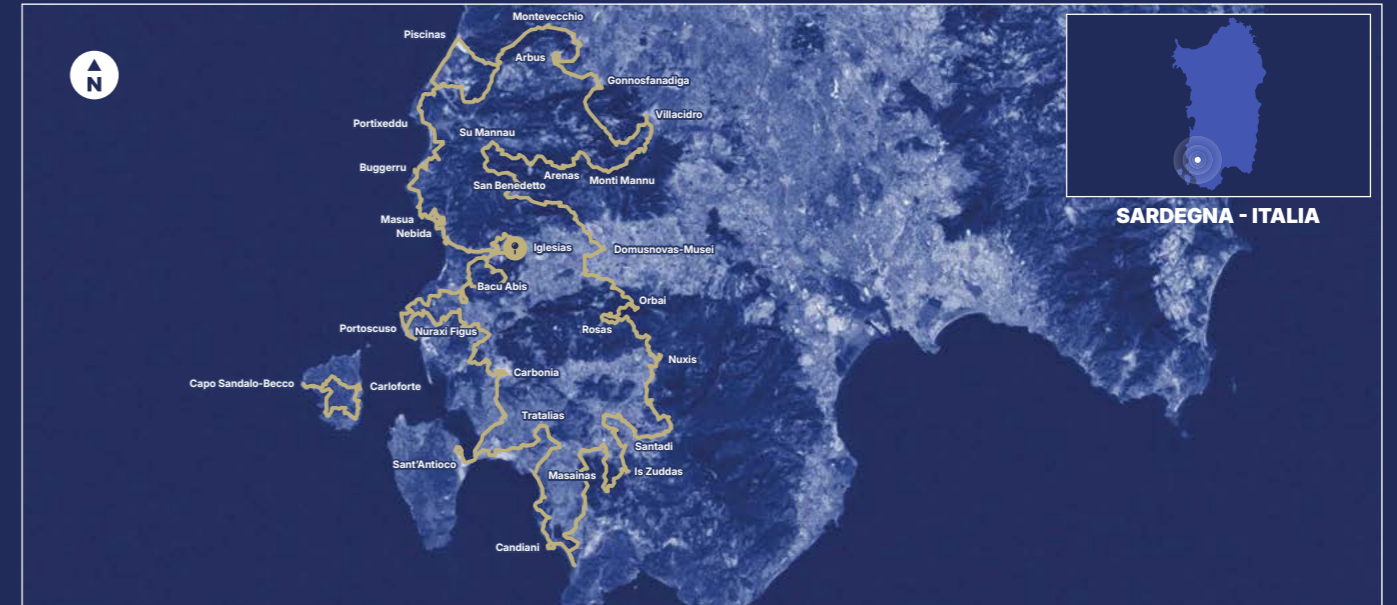 Montevecchio
Piscinas
Arbus
N
Gonnosfanadiga
Villacidro
Portixeddu
Su Mannau
Buggerru
Arenas
Monti Mannu
San Benedetto
Masua
Nebida
Iglesias
Domusnovas-Musei
Bacu Abis
Orbai
Portoscuso
Nuraxi Figus
Rosas
Nuxis
Carbonia
Capo Sandalo-Becco
Carloforte
Tratalias
Santadi
Sant'Antioco
Masainas
Is Zuddas
Candiani
SARDEGNA - ITALIA